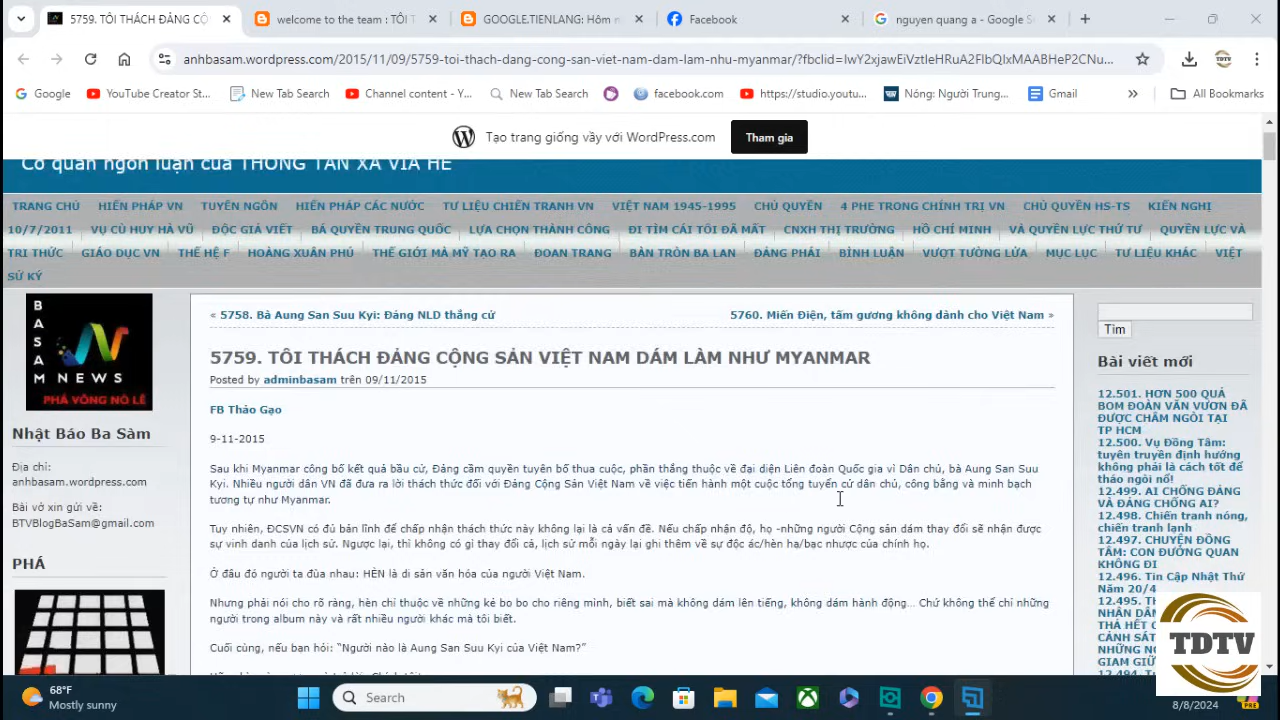 5759. TÔI THÁCH ĐẢNG CỘ
welcome to the team : TÔI T
GOOGLE.TIENLANG: Hôm n
Facebook
nguyen quang a - Google S
anhbasam.wordpress.com/2015/11/09/5759-toi-thach-dang-cong-san-viet-nam-dam-lam-nhu-myanmar/?fbclid=IwY2xjawEiVztleHRuA2FlbQIxMAABHeP2CNu...
TDTV
Google
YouTube Creator St...
New Tab Search
Channel content - Y...
New Tab Search
facebook.com
https://studio.youtu...
Nóng: Người Trung...
Gmail
All Bookmarks
Tạo trang giống vầy với WordPress.com
Tham gia
Cơ quan ngôn luận của THÔNG TẤN XÃ VỈA HÈ
TRANG CHỦ HIẾN PHÁP VN TUYÊN NGÔN HIẾN PHÁP CÁC NƯỚC TƯ LIỆU CHIẾN TRANH VN VIỆT NAM 1945-1995 CHỦ QUYỀN 4 PHE TRONG CHÍNH TRỊ VN CHỦ QUYỀN HS-TS KIẾN NGHỊ
10/7/2011 VỤ CÙ HUY HÀ VŨ ĐỘC GIẢ VIẾT BÁ QUYỀN TRUNG QUỐC LỰA CHỌN THÀNH CÔNG ĐI TÌM CÁI TÔI ĐÃ MẤT CNXH THỊ TRƯỜNG HỒ CHÍ MINH VÀ QUYỀN LỰC THỨ TƯ QUYỀN LỰC VÀ
TRI THỨC GIÁO DỤC VN THẾ HỆ F HOÀNG XUÂN PHÚ THẾ GIỚI MÀ MỸ TẠO RA ĐOAN TRANG BÀN TRÒN BA LAN ĐẢNG PHÁI BÌNH LUẬN VƯỢT TƯỜNG LỬA MỤC LỤC TƯ LIỆU KHÁC VIỆT
SỬ KÝ
BASAM
NEWS
PHÁ VÒNG NÔ LỆ
Nhật Báo Ba Sàm
Địa chỉ:
anhbasam.wordpress.com
Bài vở xin gửi về:
BTVBlogBaSam@gmail.com
PHÁ
« 5758. Bà Aung San Suu Kyi: Đảng NLD thắng cử
5760. Miến Điện, tấm gương không dành cho Việt Nam »
5759. TÔI THÁCH ĐẢNG CỘNG SẢN VIỆT NAM DÁM LÀM NHƯ MYANMAR
Posted by adminbasam trên 09/11/2015
FB Thảo Gạo
9-11-2015
Sau khi Myanmar công bố kết quả bầu cử, Đảng cầm quyền tuyên bố thua cuộc, phần thắng thuộc về đại diện Liên đoàn Quốc gia vì Dân chủ, bà Aung San Suu
Kyi. Nhiều người dân VN đã đưa ra lời thách thức đối với Đảng Cộng Sản Việt Nam về việc tiến hành một cuộc tổng tuyển cử dân chủ, công bằng và minh bạch
tương tự như Myanmar.
Tuy nhiên, ĐCSVN có đủ bản lĩnh để chấp nhận thách thức này không lại là cả vấn đề. Nếu chấp nhận độ, họ -những người Cộng sản dám thay đổi sẽ nhận được
sự vinh danh của lịch sử. Ngược lại, thì không có gì thay đổi cả, lịch sử mỗi ngày lại ghi thêm về sự độc ác/hèn hạ/bạc nhược của chính họ.
Ở đâu đó người ta đùa nhau: HÈN là di sản văn hóa của người Việt Nam.
Nhưng phải nói cho rõ ràng, hèn chỉ thuộc về những kẻ bo bo cho riêng mình, biết sai mà không dám lên tiếng, không dám hành động... Chứ không thể chỉ những
người trong album này và rất nhiều người khác mà tôi biết.
Cuối cùng, nếu bạn hỏi: “Người nào là Aung San Suu Kyi của Việt Nam?”
Tìm
Bài viết mới
12.501. HƠN 500 QUẢ
BOM ĐOÀN VĂN VƯƠN ĐÃ
ĐƯỢC CHÂM NGÒI TẠI
TP HCM
12.500. Vụ Đồng Tâm:
tuyên truyền định hướng
không phải là cách tốt để
tháo ngòi nổ!
12.499. AI CHỐNG ĐẢNG
VÀ ĐẢNG CHỐNG AI?
12.498. Chiến tranh nóng,
chiến tranh lạnh
12.497. CHUYỆN ĐỒNG
TÂM: CON ĐƯỜNG QUAN
KHÔNG ĐI
12.496. Tin Cập Nhật Thứ
Năm 20/4
12.495.
NHÂN DÂN
THẢ HẾT
CẢNH SÁT
NHỮNG
GIAM GIỮ
TDTV
68°F
Mostly sunny
Search
8/8/2024